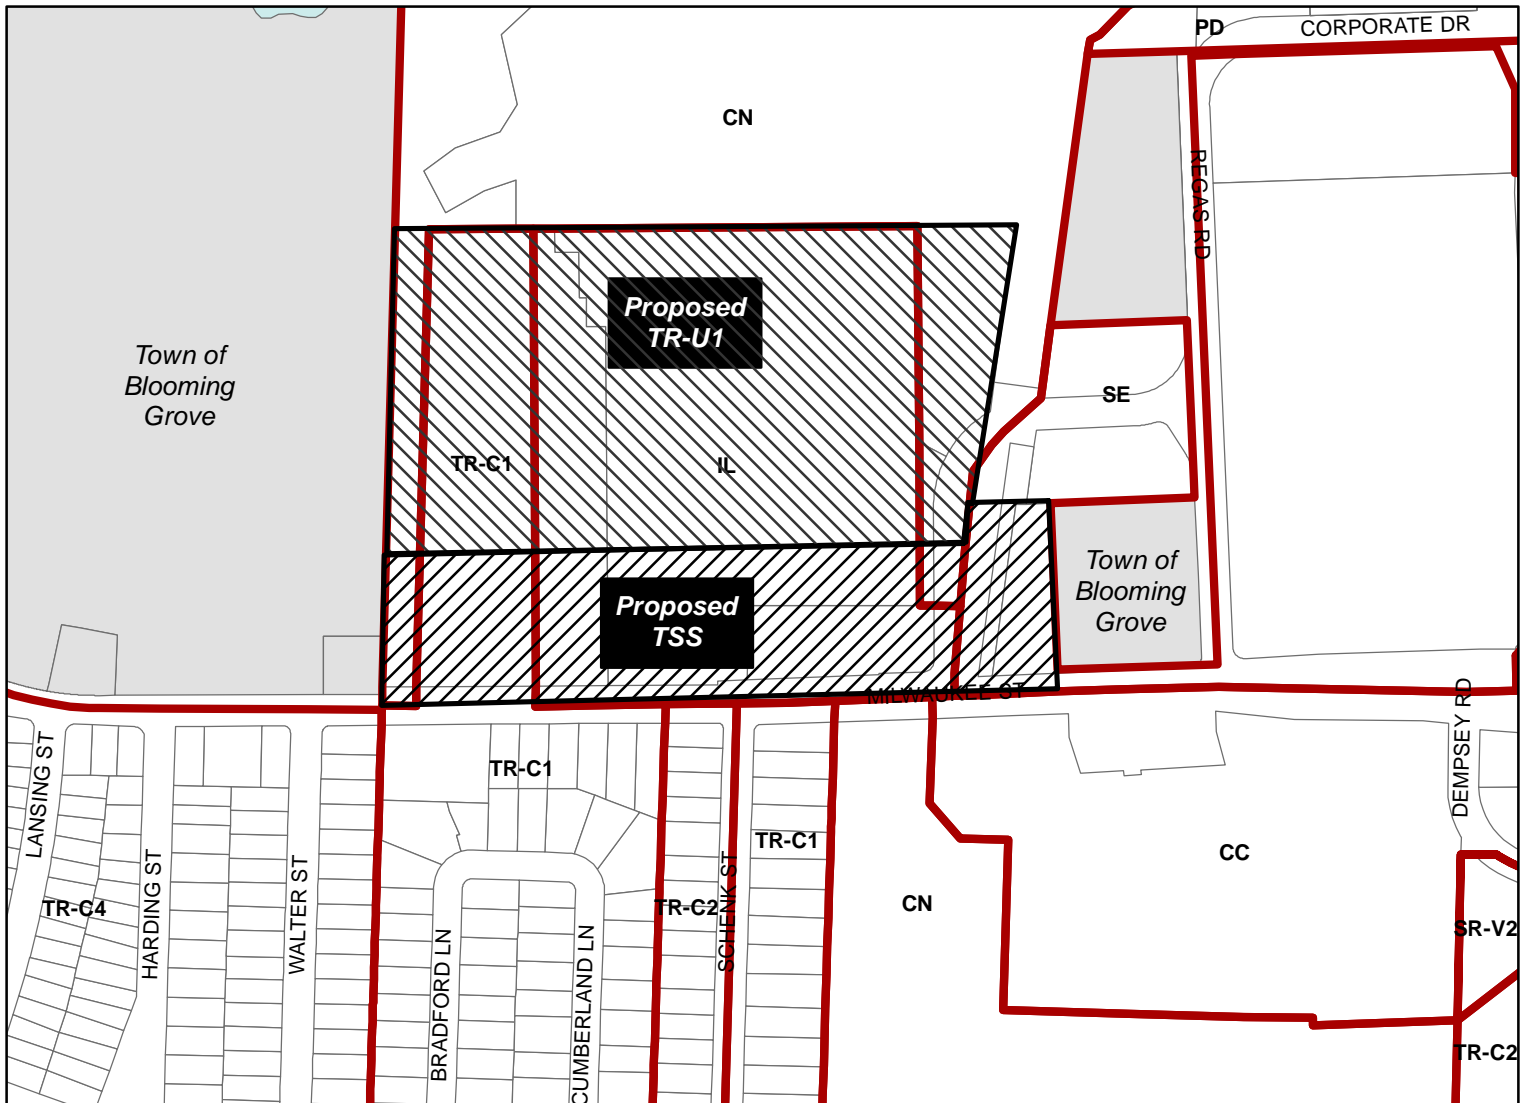 PD
CORPORATE DR
CN
REGAS RD
Proposed
TR-U1
Town of
Blooming
Grove
SE
TR-C1
IL
Town of
Blooming
Grove
Proposed
TSS
MILWAUKEE ST
DEMPSEY RD
LANSING ST
TR-C1
TR-C1
CC
HARDING ST
WALTER ST
SCHENK ST
TR-C4
TR-C2
CN
SR-V2
BRADFORD LN
CUMBERLAND LN
TR-C2